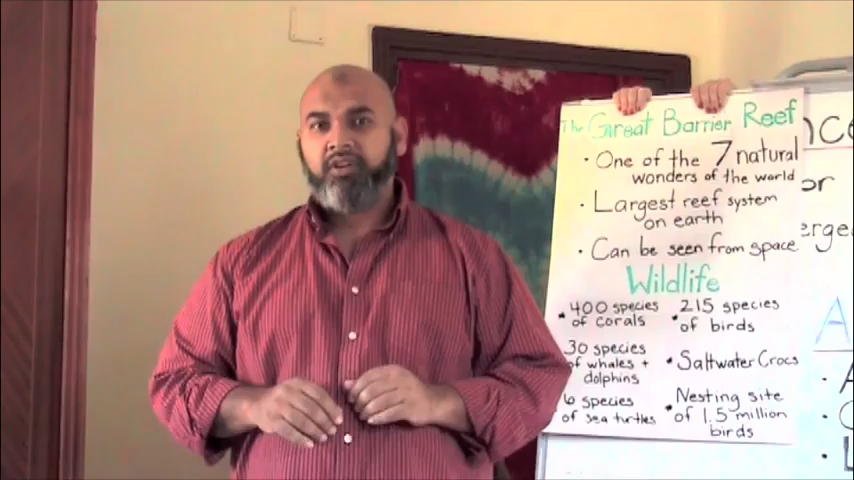 The Great Barrier Reef
• One of the 7 natural
wonders of the world
• Largest reef system
on earth
• Can be seen from space
Wildlife
• 400 species
of corals
30 species
of whales +
dolphins
6 species
of sea turtles
• 215 species
of birds
• Saltwater Crocs
• Nesting site
of 1.5 million
birds